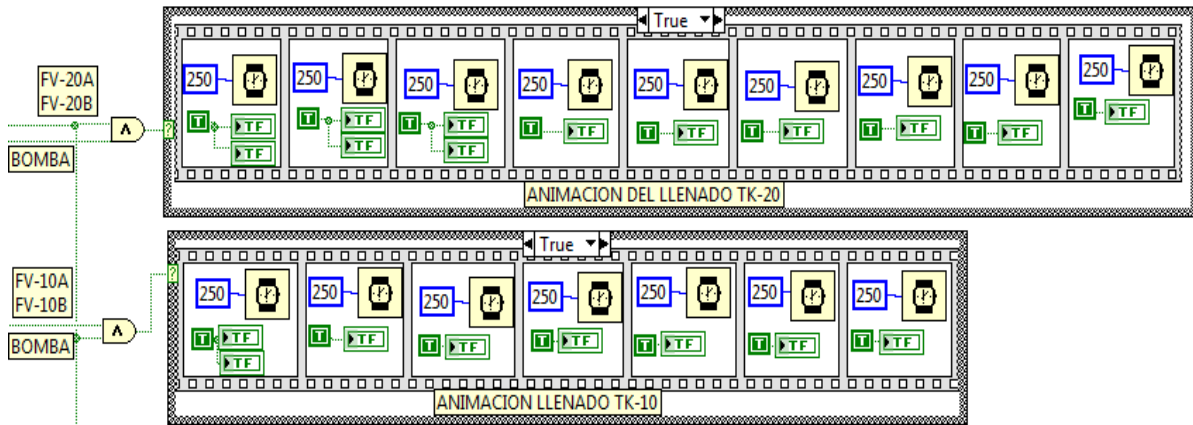 True
FV-20A
FV-20B
BOMBA
∧
?
250 250 250 250 250 250 250 250 250
T TF T TF T TF T TF T TF T TF T TF T TF T TF
TF TF TF
ANIMACION DEL LLENADO TK-20
True
FV-10A
FV-10B
BOMBA
∧
?
250 250 250 250 250 250 250
T TF T TF T TF T TF T TF T TF T TF
TF
ANIMACION LLENADO TK-10